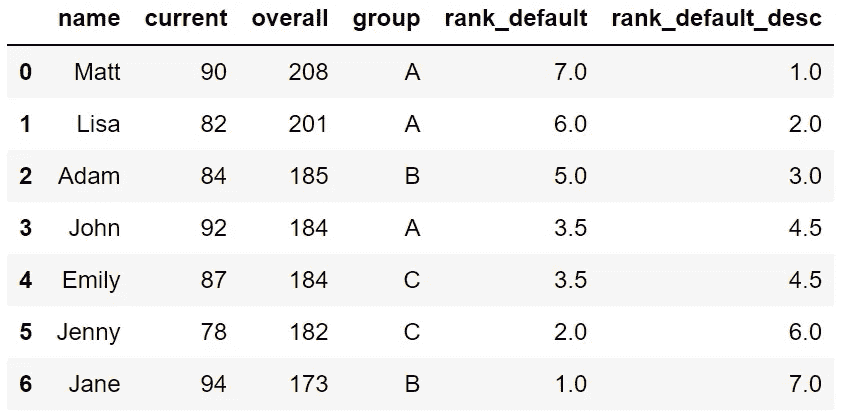 name current overall group rank_default rank_default_desc
0 Matt 90 208 A 7.0 1.0
1 Lisa 82 201 A 6.0 2.0
2 Adam 84 185 B 5.0 3.0
3 John 92 184 A 3.5 4.5
4 Emily 87 184 C 3.5 4.5
5 Jenny 78 182 C 2.0 6.0
6 Jane 94 173 B 1.0 7.0